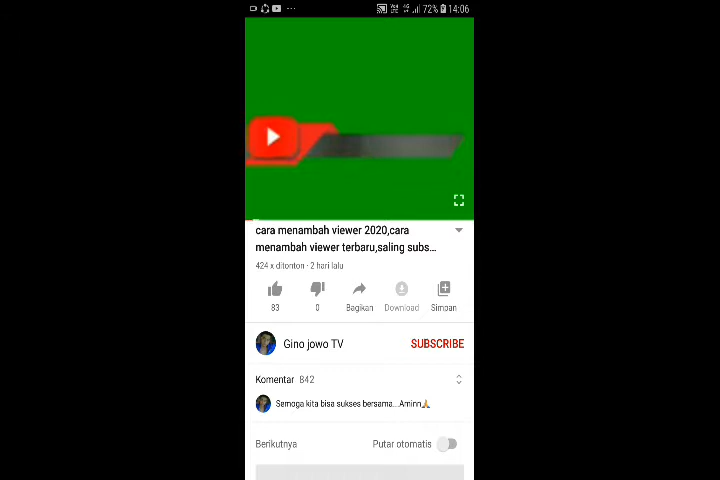 72% 14:06
cara menambah viewer 2020,cara
menambah viewer terbaru,saling subs...
424 x ditonton · 2 hari lalu
83 0 Bagikan Download Simpan
Gino jowo TV SUBSCRIBE
Komentar 842
Semoga kita bisa sukses bersama...Aminn🙏
Berikutnya Putar otomatis